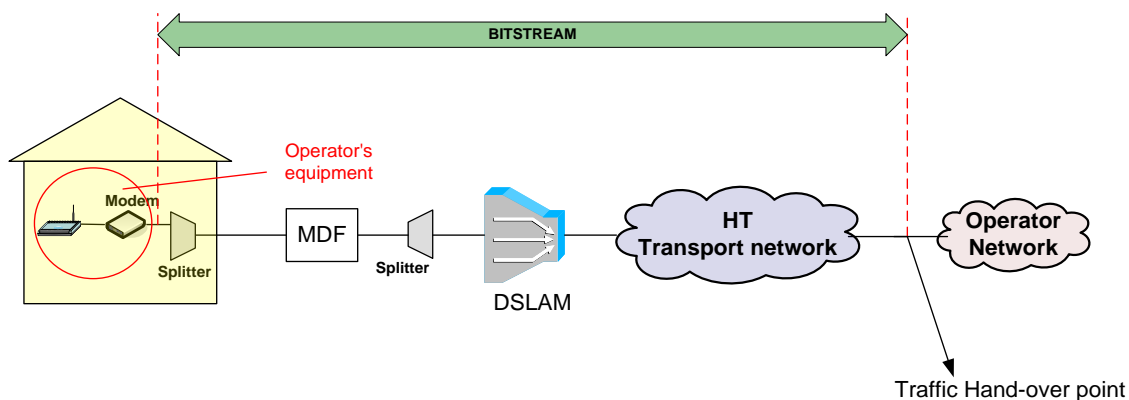 BITSTREAM
Operator's
equipment
Modem
Splitter
MDF
Splitter
DSLAM
HT
Transport network
Operator
Network
Traffic Hand-over point